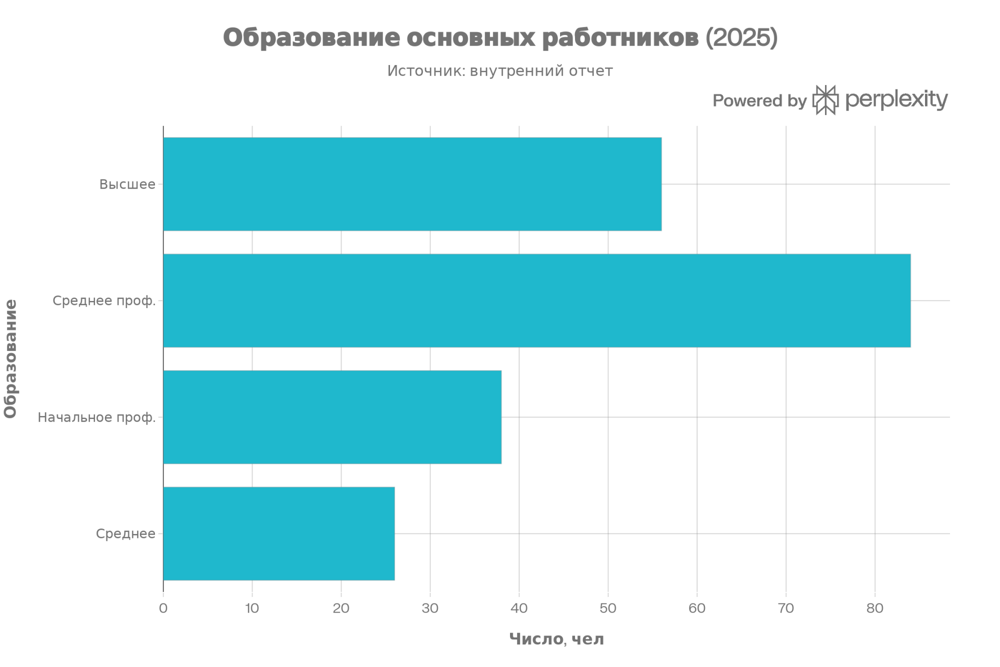 Образование основных работников (2025)
Источник: внутренний отчет
Powered by perplexity
Образование
Высшее
Среднее проф.
Начальное проф.
Среднее
0 10 20 30 40 50 60 70 80
Число, чел